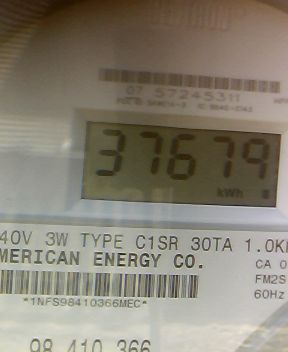 07 57245311
37679
kWh
40V 3W TYPE C1SR 30TA 1.0K
MERICAN ENERGY CO.
CA 0
FM2S
60Hz
*1NFS98410366MEC*
98 410 366